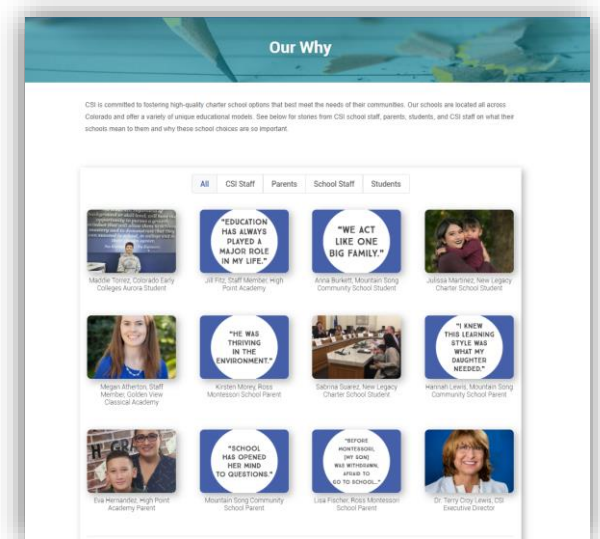 Our Why
CSI is committed to fostering high-quality charter school options that best meet the needs of their communities. Our schools are located all across
Colorado and offer a variety of unique educational models. See below for stories from CSI school staff, parents, students, and CSI staff on what their
schools mean to them and why these school choices are so important.
All CSI Staff Parents School Staff Students
"EDUCATION
HAS ALWAYS
PLAYED A
MAJOR ROLE
IN MY LIFE."
"WE ACT
LIKE ONE
BIG FAMILY."
Maddie Torrez, Colorado Early
Colleges Aurora Student
Jill Fitz, Staff Member, High
Point Academy
Anna Burkett, Mountain Song
Community School Student
Julissa Martinez, New Legacy
Charter School Student
"HE WAS
THRIVING
IN THE
ENVIRONMENT."
"I KNEW
THIS LEARNING
STYLE WAS
WHAT MY
DAUGHTER
NEEDED."
Megan Atherton, Staff
Member, Golden View
Classical Academy
Kirsten Morey, Ross
Montessori School Parent
Sabrina Suarez, New Legacy
Charter School Student
Hannah Lewis, Mountain Song
Community School Parent
"SCHOOL
HAS OPENED
HER MIND
TO QUESTIONS."
"BEFORE
MONTESSORI,
[MY SON]
WAS WITHDRAWN,
AFRAID TO
GO TO SCHOOL..."
Eva Hernandez, High Point
Academy Parent
Mountain Song Community
School Parent
Lisa Fischer, Ross Montessori
School Parent
Dr. Terry Croy Lewis, CSI
Executive Director